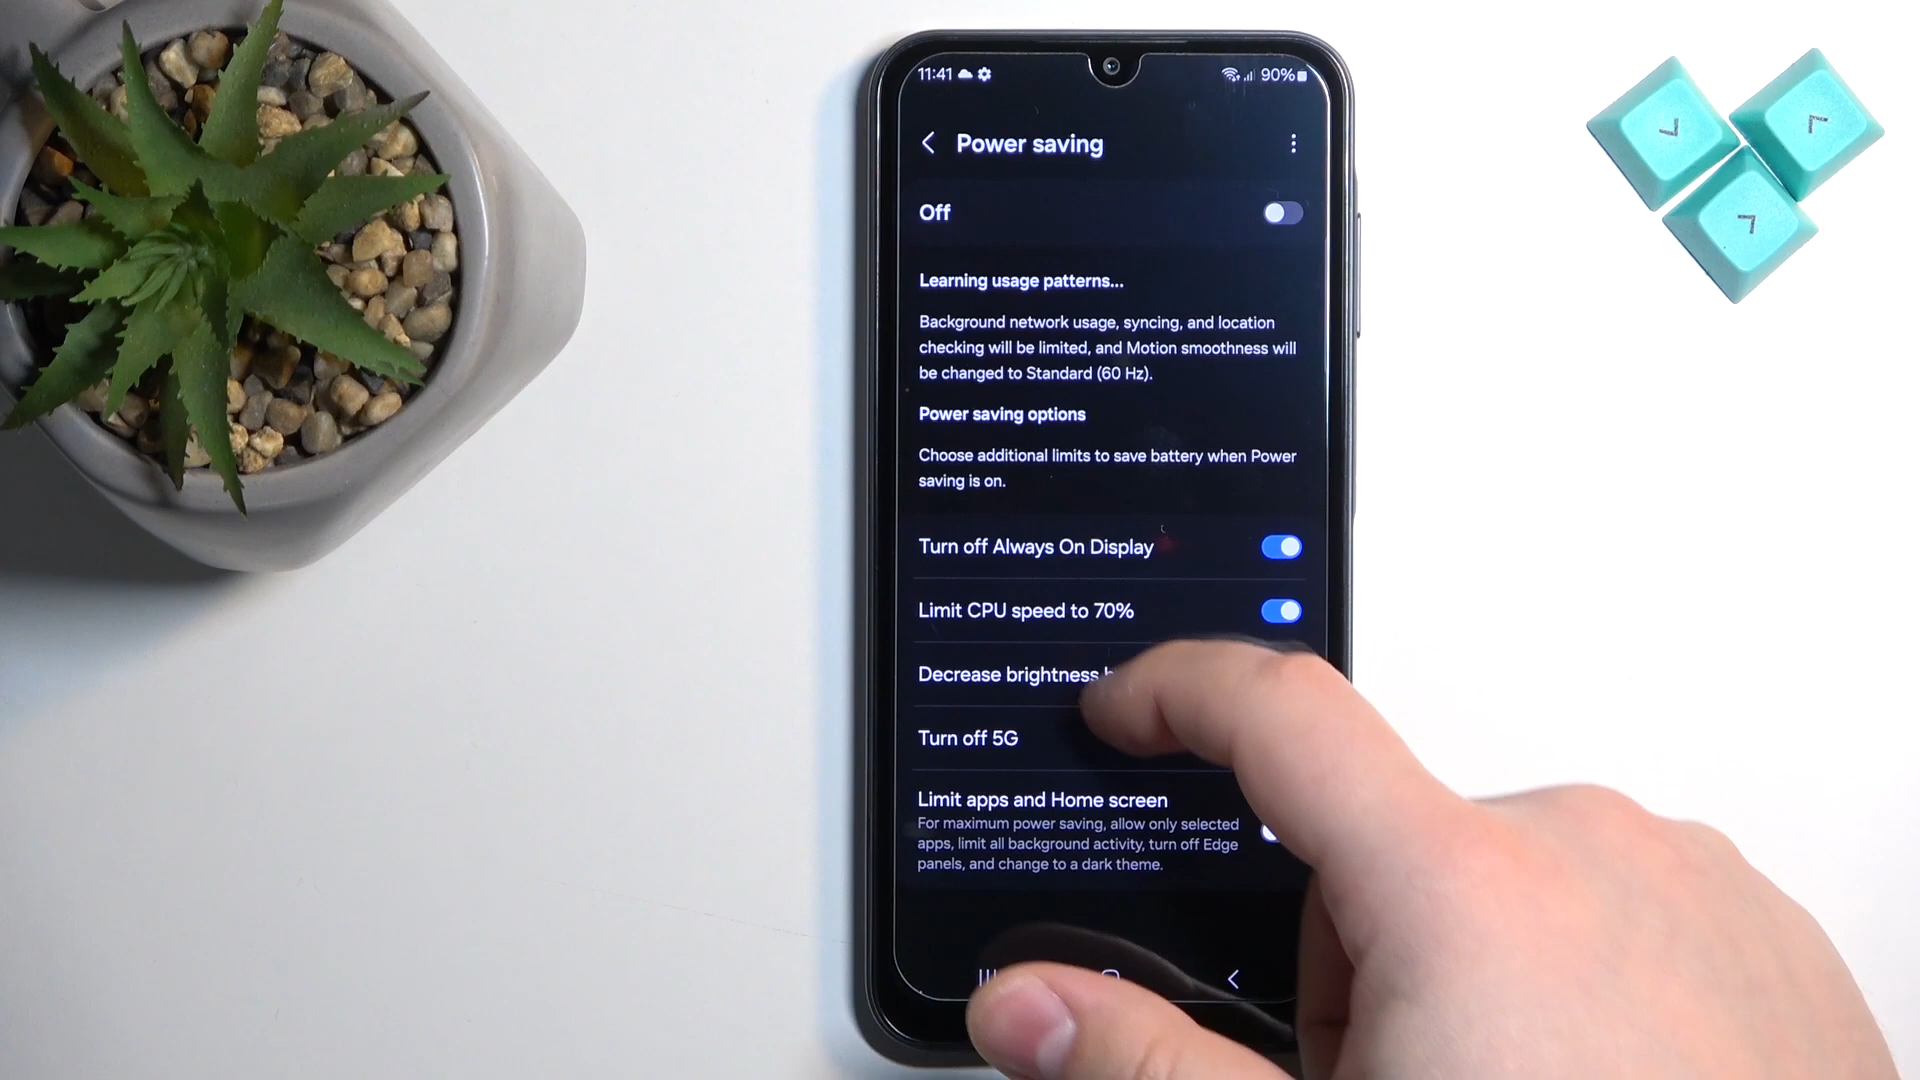 11:41 90%
Power saving
Off
Learning usage patterns...
Background network usage, syncing, and location
checking will be limited, and Motion smoothness will
be changed to Standard (60 Hz).
Power saving options
Choose additional limits to save battery when Power
saving is on.
Turn off Always On Display
Limit CPU speed to 70%
Decrease brightness
Turn off 5G
Limit apps and Home screen
For maximum power saving, allow only selected
apps, limit all background activity, turn off Edge
panels, and change to a dark theme.